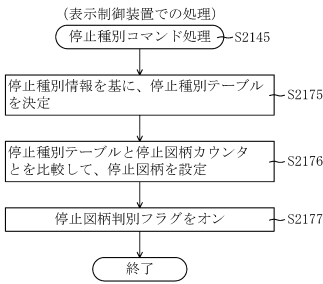 (表示制御装置での処理)
停止種別コマンド処理
S2145
停止種別情報を基に、停止種別テーブル
を決定
S2175
停止種別テーブルと停止図柄カウンタ
とを比較して、停止図柄を設定
S2176
停止図柄判別フラグをオン
S2177
終了